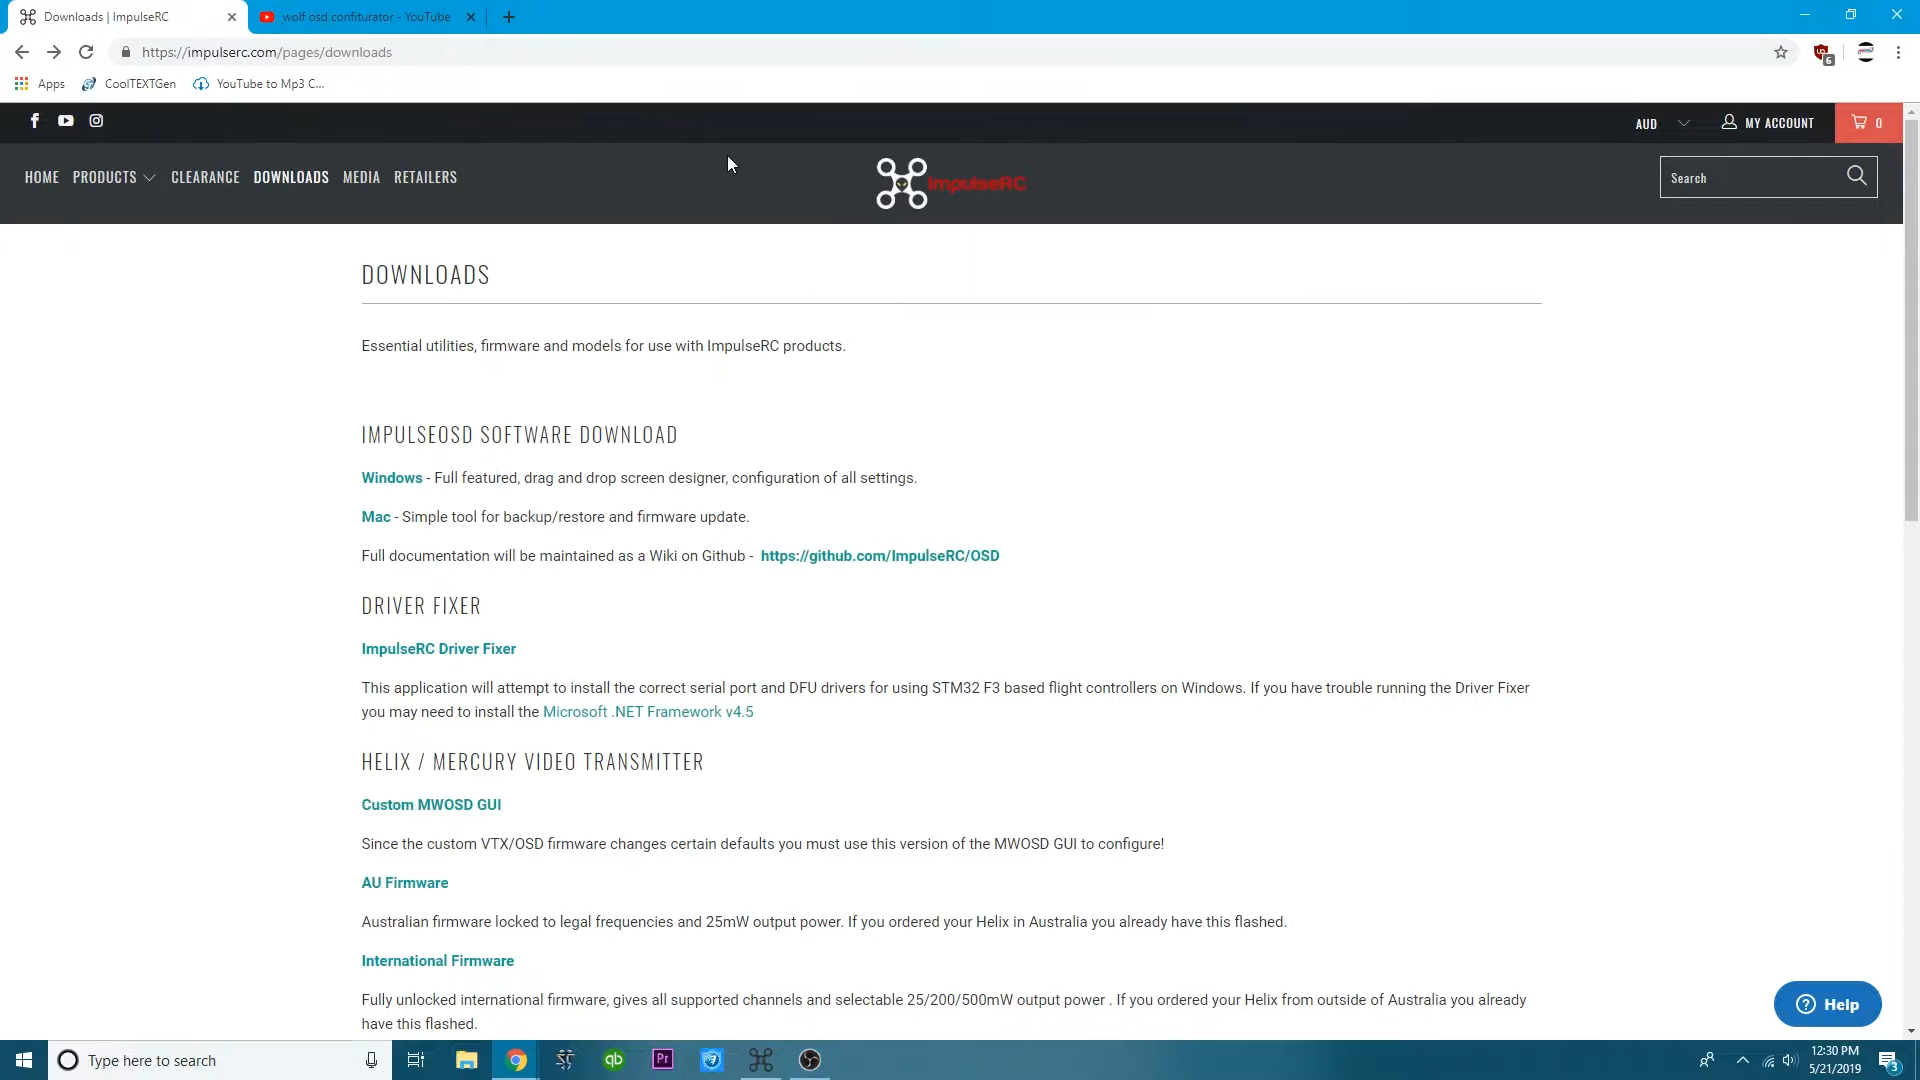 Downloads | ImpulseRC
wolf osd confiturator - YouTube
https://impulserc.com/pages/downloads
6
Apps
CoolTEXTGen
YouTube to Mp3 C...
AUD
MY ACCOUNT
0
HOME
PRODUCTS
CLEARANCE
DOWNLOADS
MEDIA
RETAILERS
ImpulseRC
Search
DOWNLOADS
Essential utilities, firmware and models for use with ImpulseRC products.
IMPULSEOSD SOFTWARE DOWNLOAD
Windows - Full featured, drag and drop screen designer, configuration of all settings.
Mac - Simple tool for backup/restore and firmware update.
Full documentation will be maintained as a Wiki on Github - https://github.com/ImpulseRC/OSD
DRIVER FIXER
ImpulseRC Driver Fixer
This application will attempt to install the correct serial port and DFU drivers for using STM32 F3 based flight controllers on Windows. If you have trouble running the Driver Fixer
you may need to install the Microsoft .NET Framework v4.5
HELIX / MERCURY VIDEO TRANSMITTER
Custom MWOSD GUI
Since the custom VTX/OSD firmware changes certain defaults you must use this version of the MWOSD GUI to configure!
AU Firmware
Australian firmware locked to legal frequencies and 25mW output power. If you ordered your Helix in Australia you already have this flashed.
International Firmware
Fully unlocked international firmware, gives all supported channels and selectable 25/200/500mW output power . If you ordered your Helix from outside of Australia you already
have this flashed.
Help
Type here to search
qb
Pr
12:30 PM
5/21/2019
3